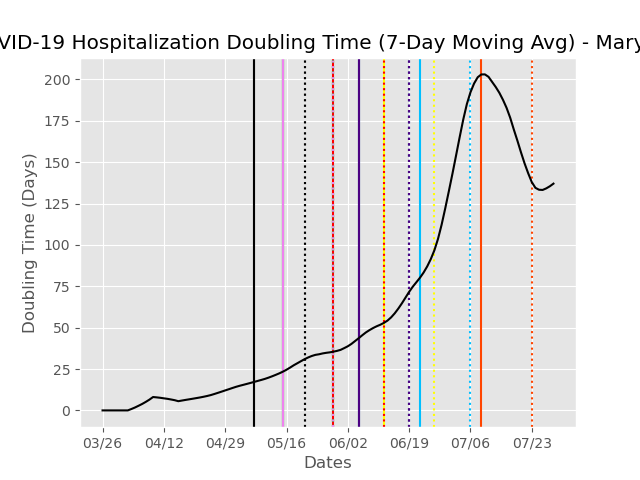 VID-19 Hospitalization Doubling Time (7-Day Moving Avg) - Mary
200
175
150
125
100
75
50
25
0
Doubling Time (Days)
03/26 04/12 04/29 05/16 06/02 06/19 07/06 07/23
Dates